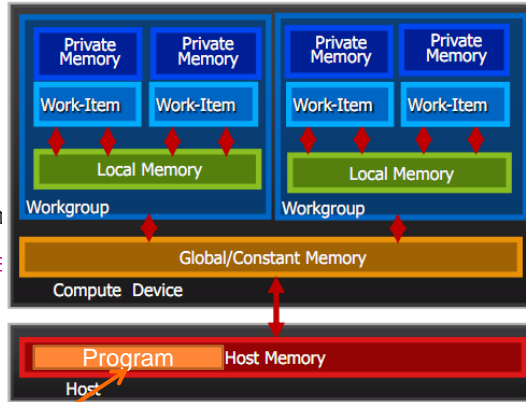 Private Memory
Private Memory
Private Memory
Private Memory
Work-Item
Work-Item
Work-Item
Work-Item
Local Memory
Local Memory
Workgroup
Workgroup
Global/Constant Memory
Compute Device
Program
Host Memory
Host